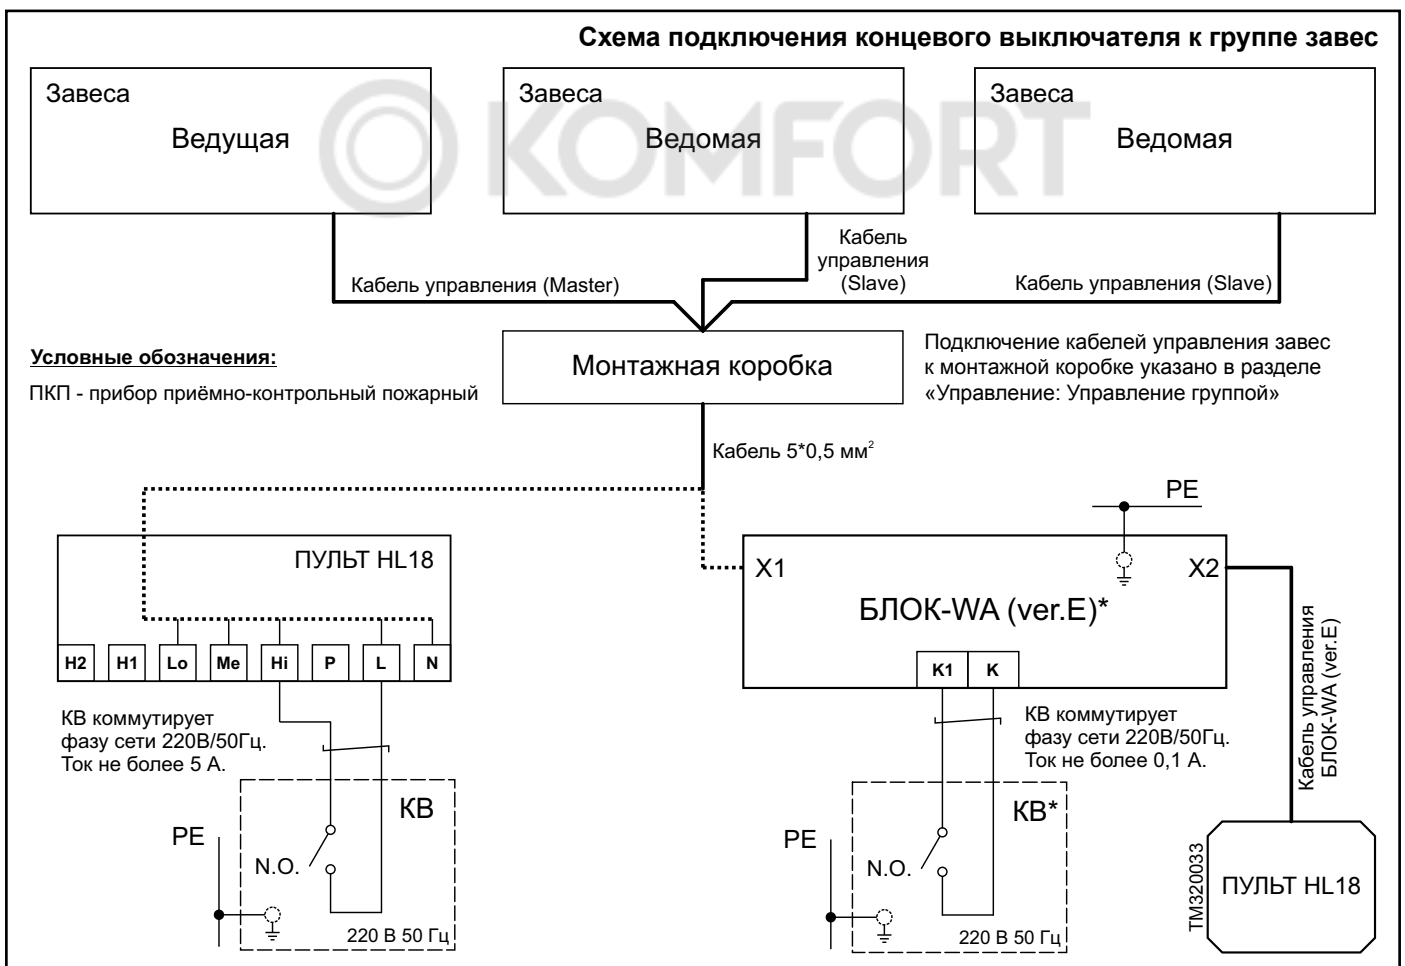 Схема подключения концевого выключателя к группе завес
Завеса
Ведущая
Завеса
Ведомая
Завеса
Ведомая
KOMFORT
Кабель управления (Master)
Кабель
управления
(Slave)
Кабель управления (Slave)
Условные обозначения:
ПКП - прибор приёмно-контрольный пожарный
Монтажная коробка
Подключение кабелей управления завес
к монтажной коробке указано в разделе
«Управление: Управление группой»
Кабель 5*0,5 мм²
ПУЛЬТ HL18
H2 H1 Lo Me Hi P L N
КВ коммутирует
фазу сети 220В/50Гц.
Ток не более 5 А.
КВ
PE
N.O.
220 В 50 Гц
PE
X1
X2
БЛОК-WA (ver.E)*
K1 K
КВ коммутирует
фазу сети 220В/50Гц.
Ток не более 0,1 А.
КВ*
PE
N.O.
220 В 50 Гц
Кабель управления
БЛОК-WA (ver.E)
ТМ320033
ПУЛЬТ HL18